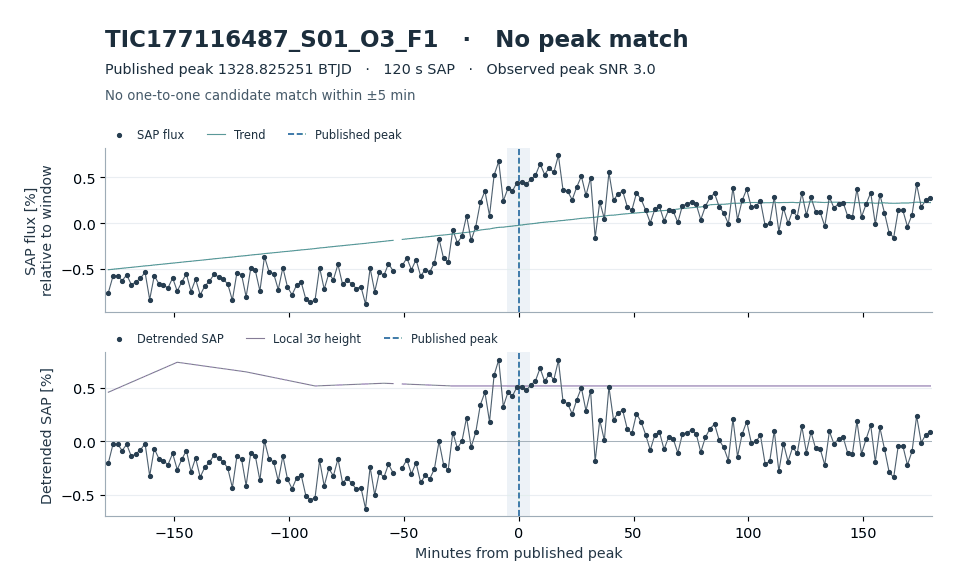 TIC177116487_S01_O3_F1 · No peak match
Published peak 1328.825251 BTJD · 120 s SAP · Observed peak SNR 3.0
No one-to-one candidate match within ±5 min
SAP flux Trend Published peak
SAP flux [%]
relative to window
0.5
0.0
−0.5
Detrended SAP Local 3σ height Published peak
Detrended SAP [%]
0.5
0.0
−0.5
−150 −100 −50 0 50 100 150
Minutes from published peak